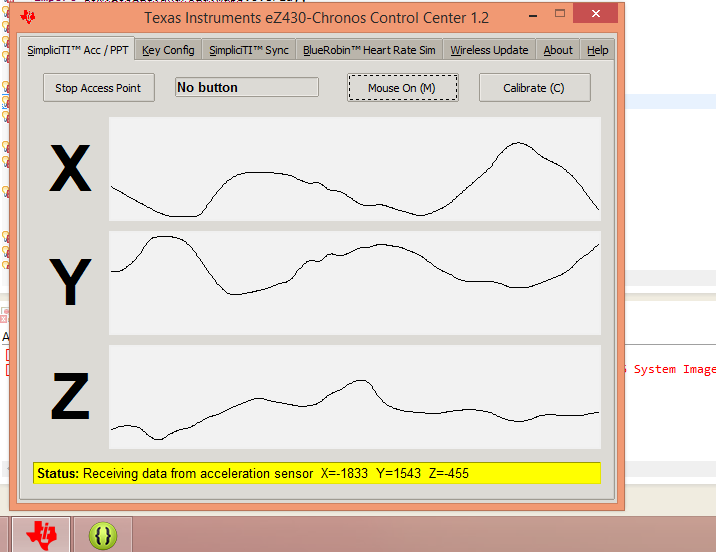 Texas Instruments eZ430-Chronos Control Center 1.2
SimpliciTI™ Acc / PPT Key Config SimpliciTI™ Sync BlueRobin™ Heart Rate Sim Wireless Update About Help
Stop Access Point No button Mouse On (M) Calibrate (C)
X
Y
Z
System Image
Status: Receiving data from acceleration sensor X=-1833 Y=1543 Z=-455